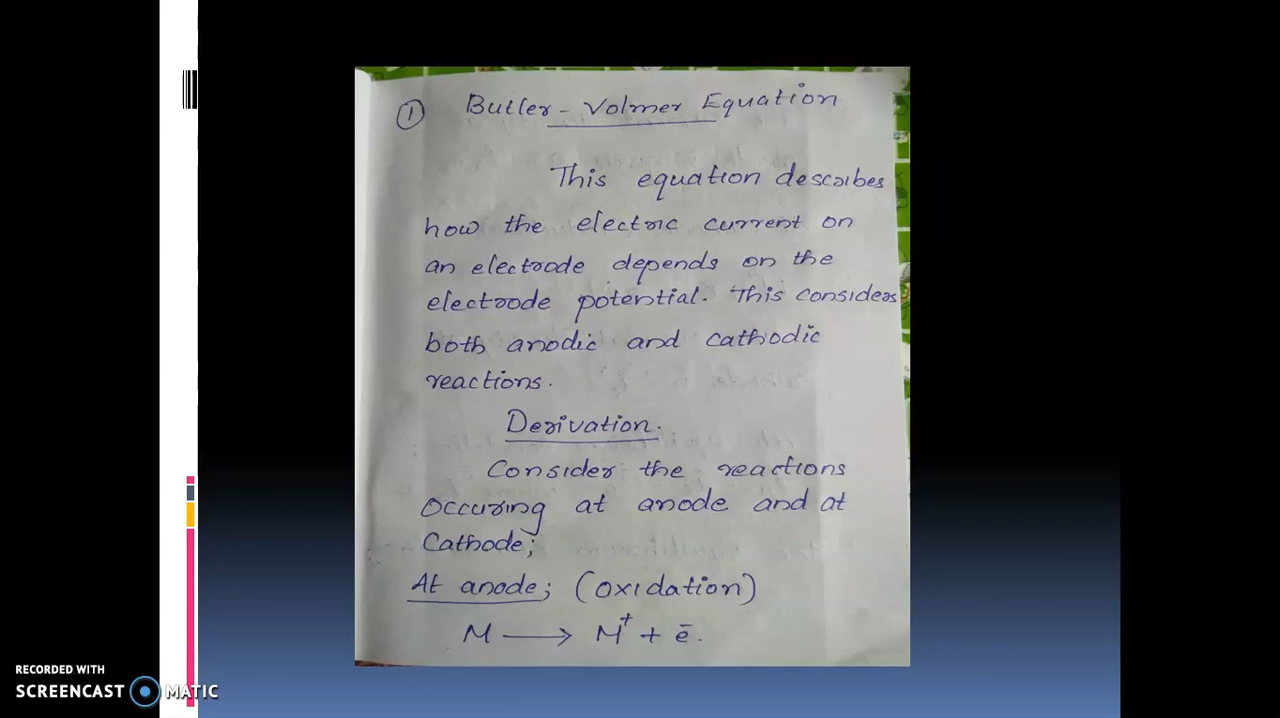 ① Butler - Volmer Equation
This equation describes
how the electric current on
an electrode depends on the
electrode potential. This considers
both anodic and cathodic
reactions.
Derivation.
Consider the reactions
occuring at anode and at
Cathode;
At anode; (oxidation)
M ⟶ M⁺ + ē.
RECORDED WITH
SCREENCAST MATIC